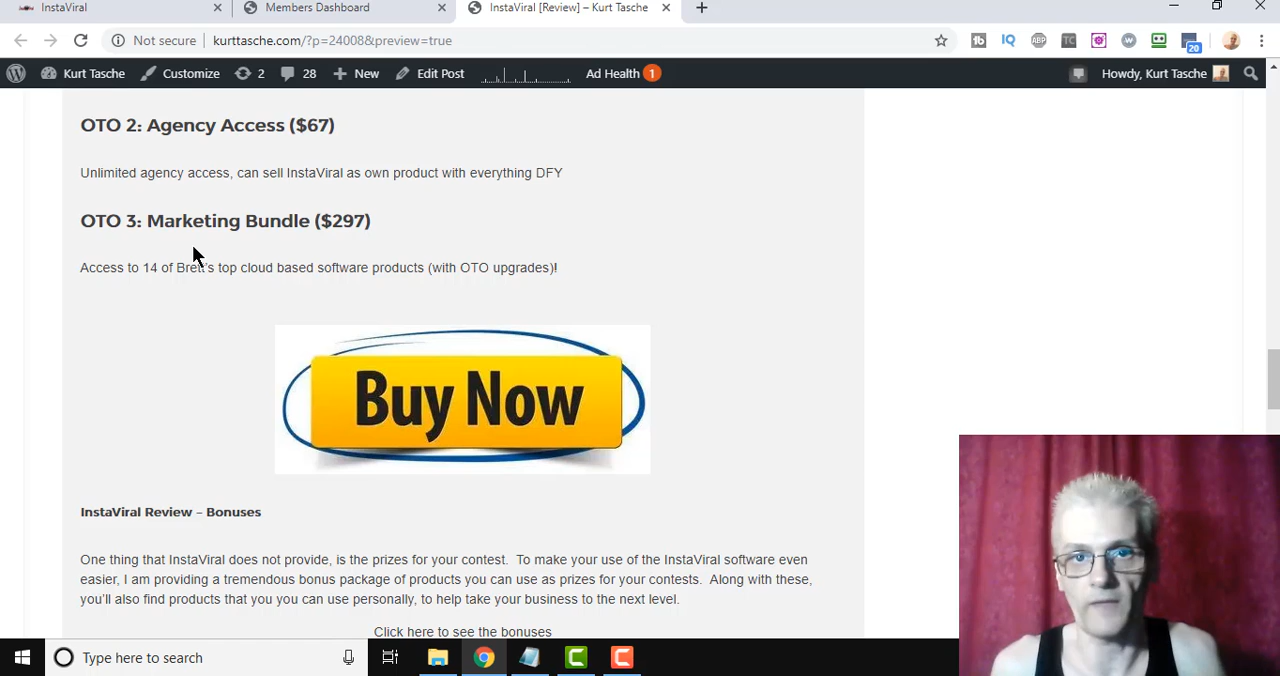 InstaViral
Members Dashboard
InstaViral [Review] – Kurt Tasche
Not secure
kurttasche.com/?p=24008&preview=true
ABP
TC
20
Kurt Tasche
Customize
2
28
New
Edit Post
Ad Health 1
Howdy, Kurt Tasche
OTO 2: Agency Access ($67)
Unlimited agency access, can sell InstaViral as own product with everything DFY
OTO 3: Marketing Bundle ($297)
Access to 14 of Brett's top cloud based software products (with OTO upgrades)!
Buy Now
InstaViral Review – Bonuses
One thing that InstaViral does not provide, is the prizes for your contest. To make your use of the InstaViral software even
easier, I am providing a tremendous bonus package of products you can use as prizes for your contests. Along with these,
you'll also find products that you you can use personally, to help take your business to the next level.
Click here to see the bonuses
Type here to search